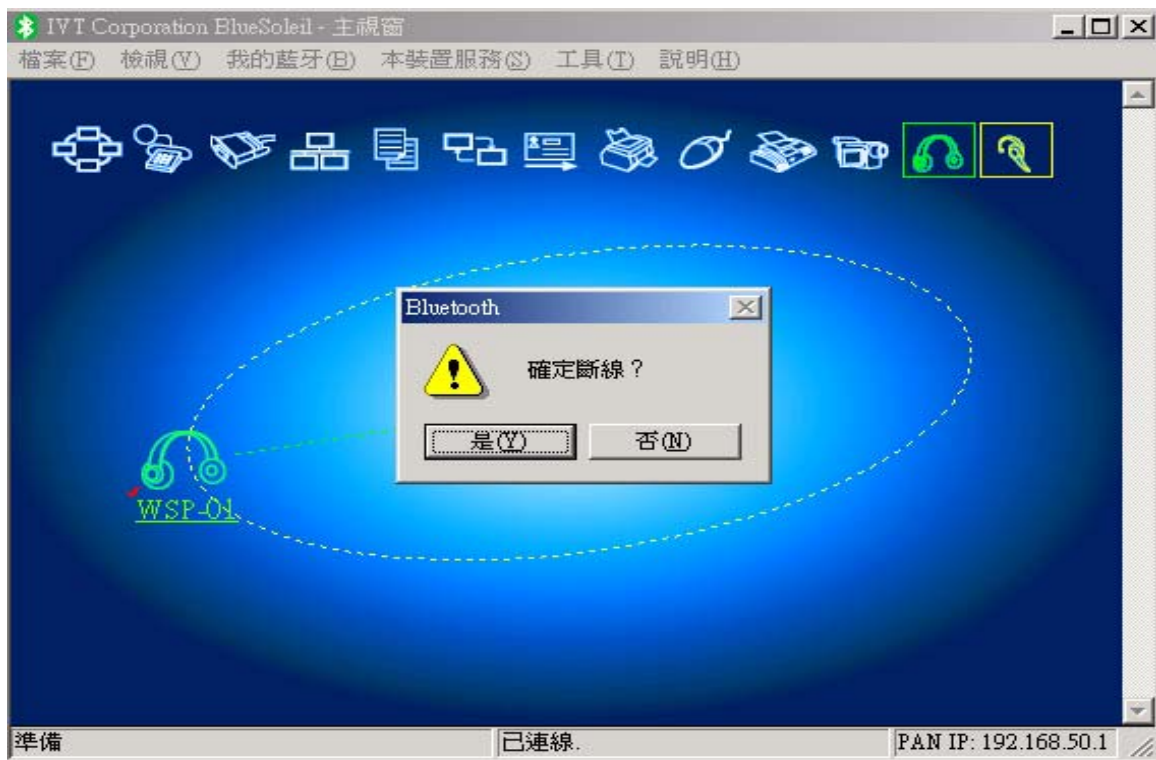 IVT Corporation BlueSoleil - 主視窗
檔案(F) 檢視(V) 我的藍牙(B) 本裝置服務(S) 工具(T) 說明(H)
Bluetooth
確定斷線？
是(Y) 否(N)
WSP-01
準備 已連線. PAN IP: 192.168.50.1